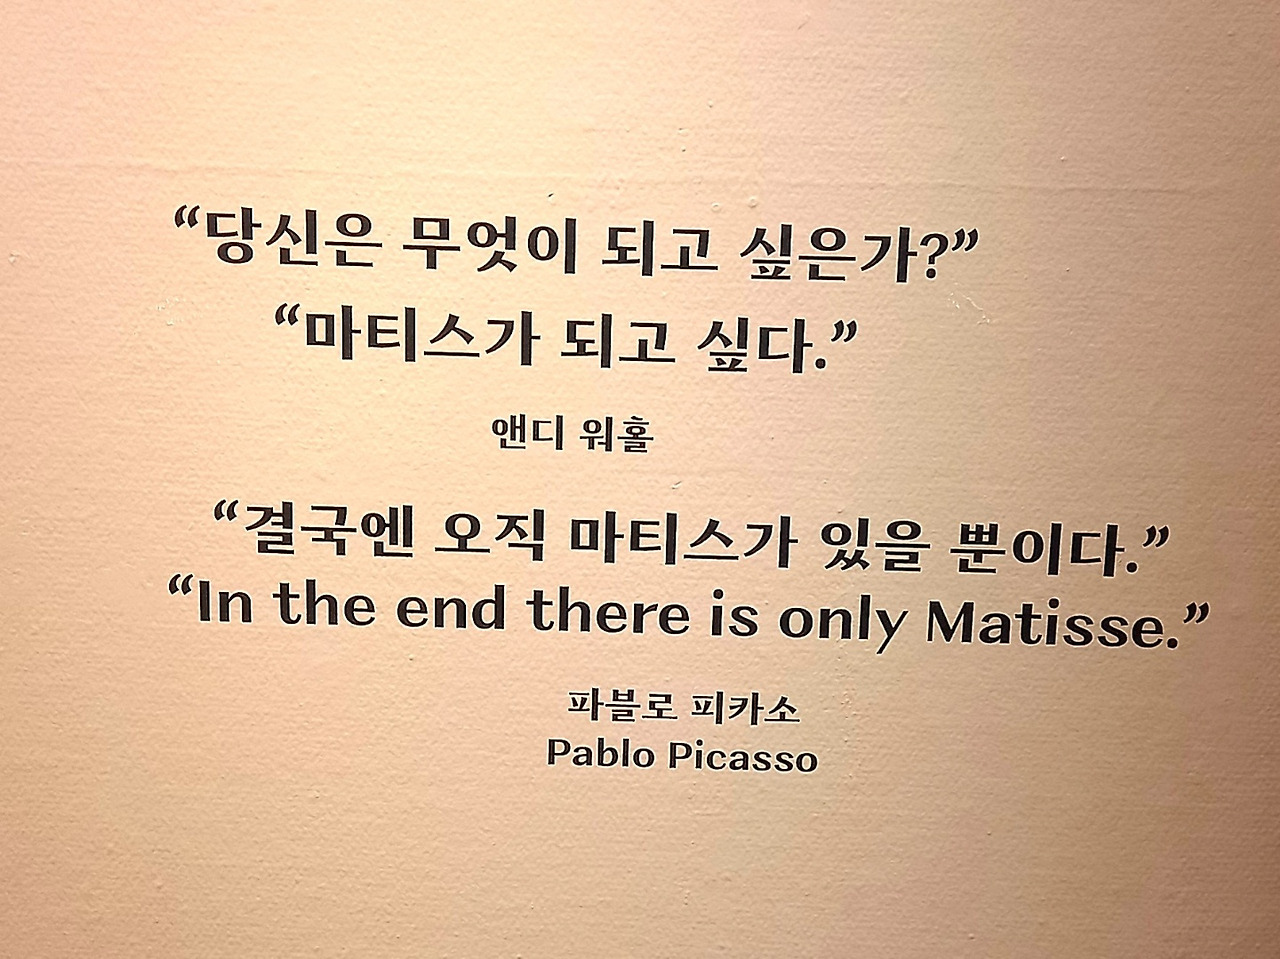 “당신은 무엇이 되고 싶은가?”
“마티스가 되고 싶다.”
앤디 워홀
“결국엔 오직 마티스가 있을 뿐이다.”
“In the end there is only Matisse.”
파블로 피카소
Pablo Picasso